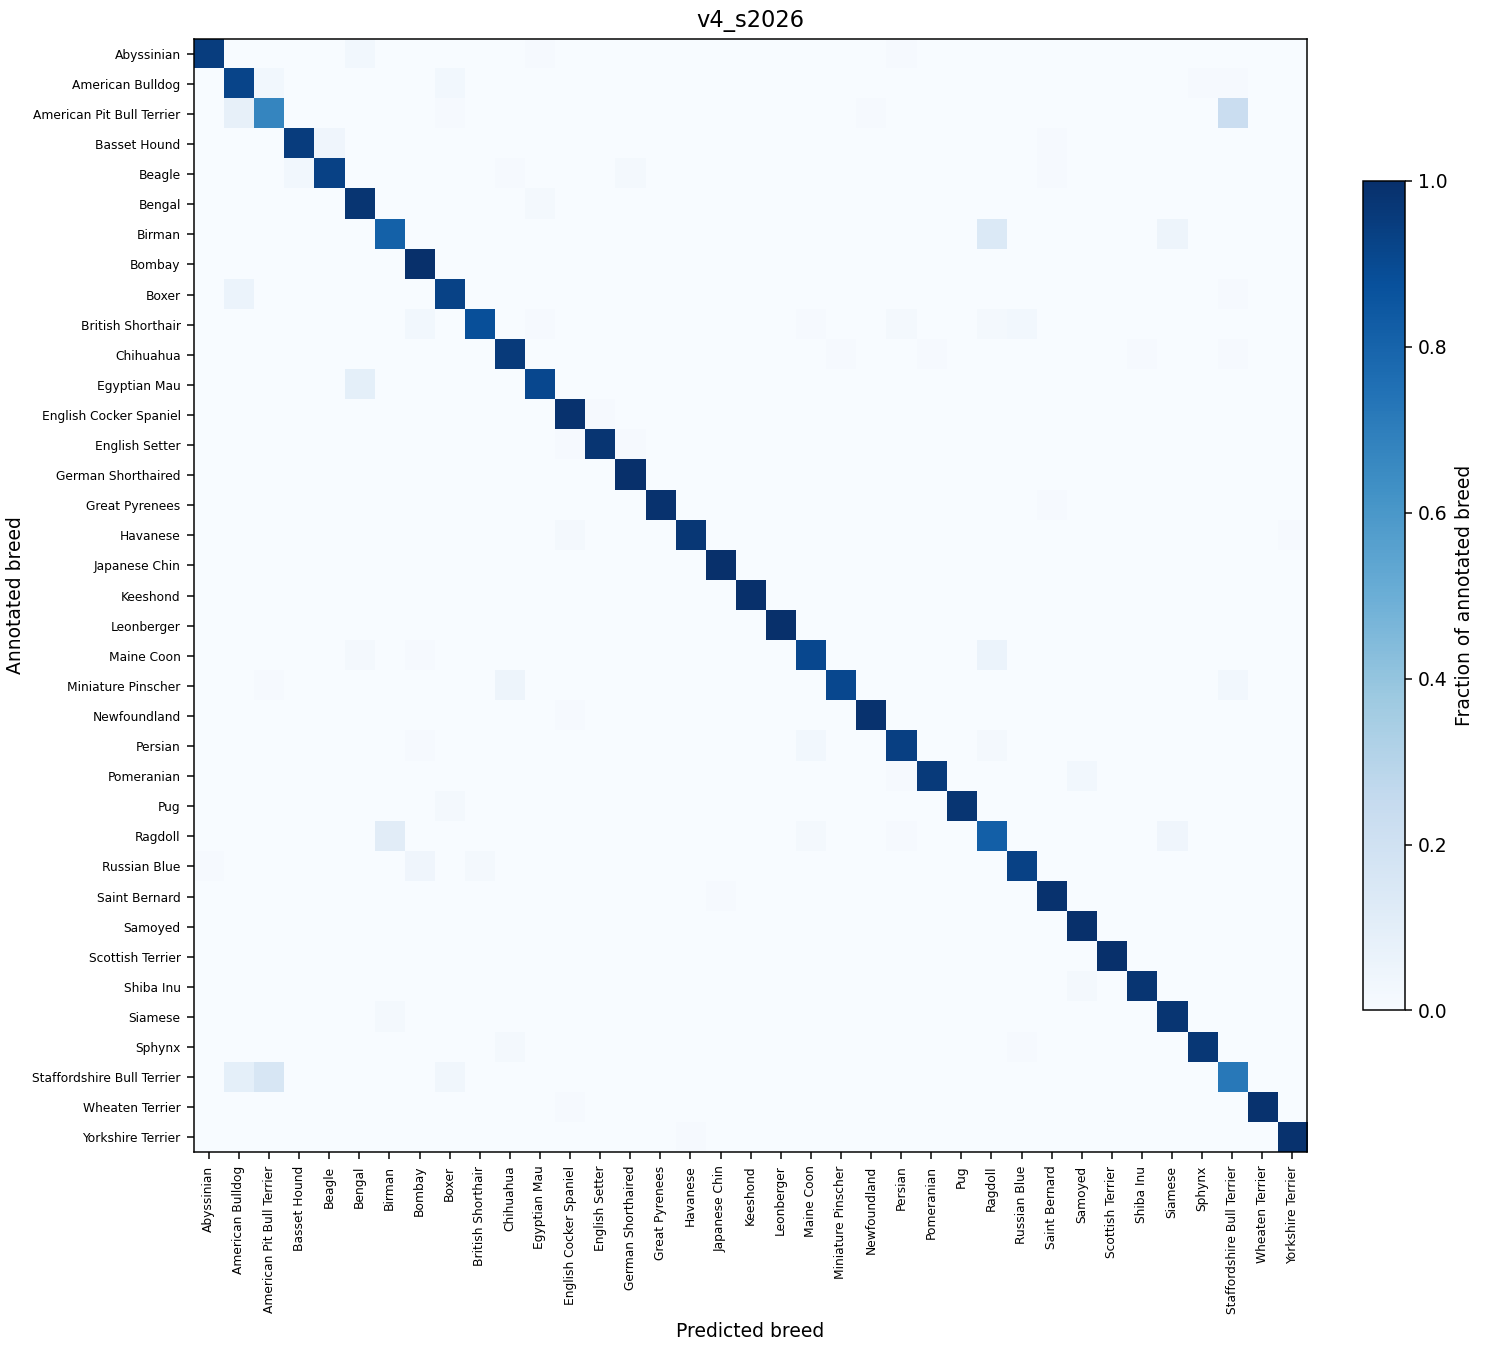 v4_s2026
Annotated breed
Abyssinian
American Bulldog
American Pit Bull Terrier
Basset Hound
Beagle
Bengal
Birman
Bombay
Boxer
British Shorthair
Chihuahua
Egyptian Mau
English Cocker Spaniel
English Setter
German Shorthaired
Great Pyrenees
Havanese
Japanese Chin
Keeshond
Leonberger
Maine Coon
Miniature Pinscher
Newfoundland
Persian
Pomeranian
Pug
Ragdoll
Russian Blue
Saint Bernard
Samoyed
Scottish Terrier
Shiba Inu
Siamese
Sphynx
Staffordshire Bull Terrier
Wheaten Terrier
Yorkshire Terrier
Abyssinian
American Bulldog
American Pit Bull Terrier
Basset Hound
Beagle
Bengal
Birman
Bombay
Boxer
British Shorthair
Chihuahua
Egyptian Mau
English Cocker Spaniel
English Setter
German Shorthaired
Great Pyrenees
Havanese
Japanese Chin
Keeshond
Leonberger
Maine Coon
Miniature Pinscher
Newfoundland
Persian
Pomeranian
Pug
Ragdoll
Russian Blue
Saint Bernard
Samoyed
Scottish Terrier
Shiba Inu
Siamese
Sphynx
Staffordshire Bull Terrier
Wheaten Terrier
Yorkshire Terrier
Predicted breed
1.0
0.8
0.6
0.4
0.2
0.0
Fraction of annotated breed